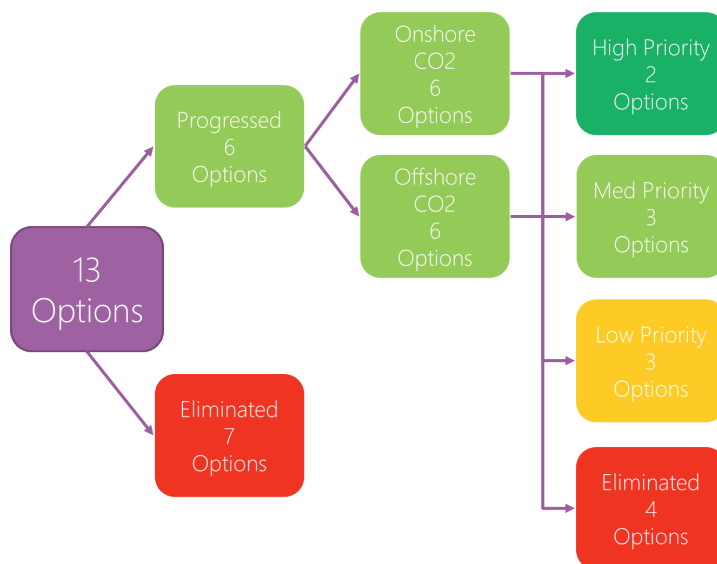 13
Options
Progressed
6
Options
Eliminated
7
Options
Onshore
CO2
6
Options
Offshore
CO2
6
Options
High Priority
2
Options
Med Priority
3
Options
Low Priority
3
Options
Eliminated
4
Options